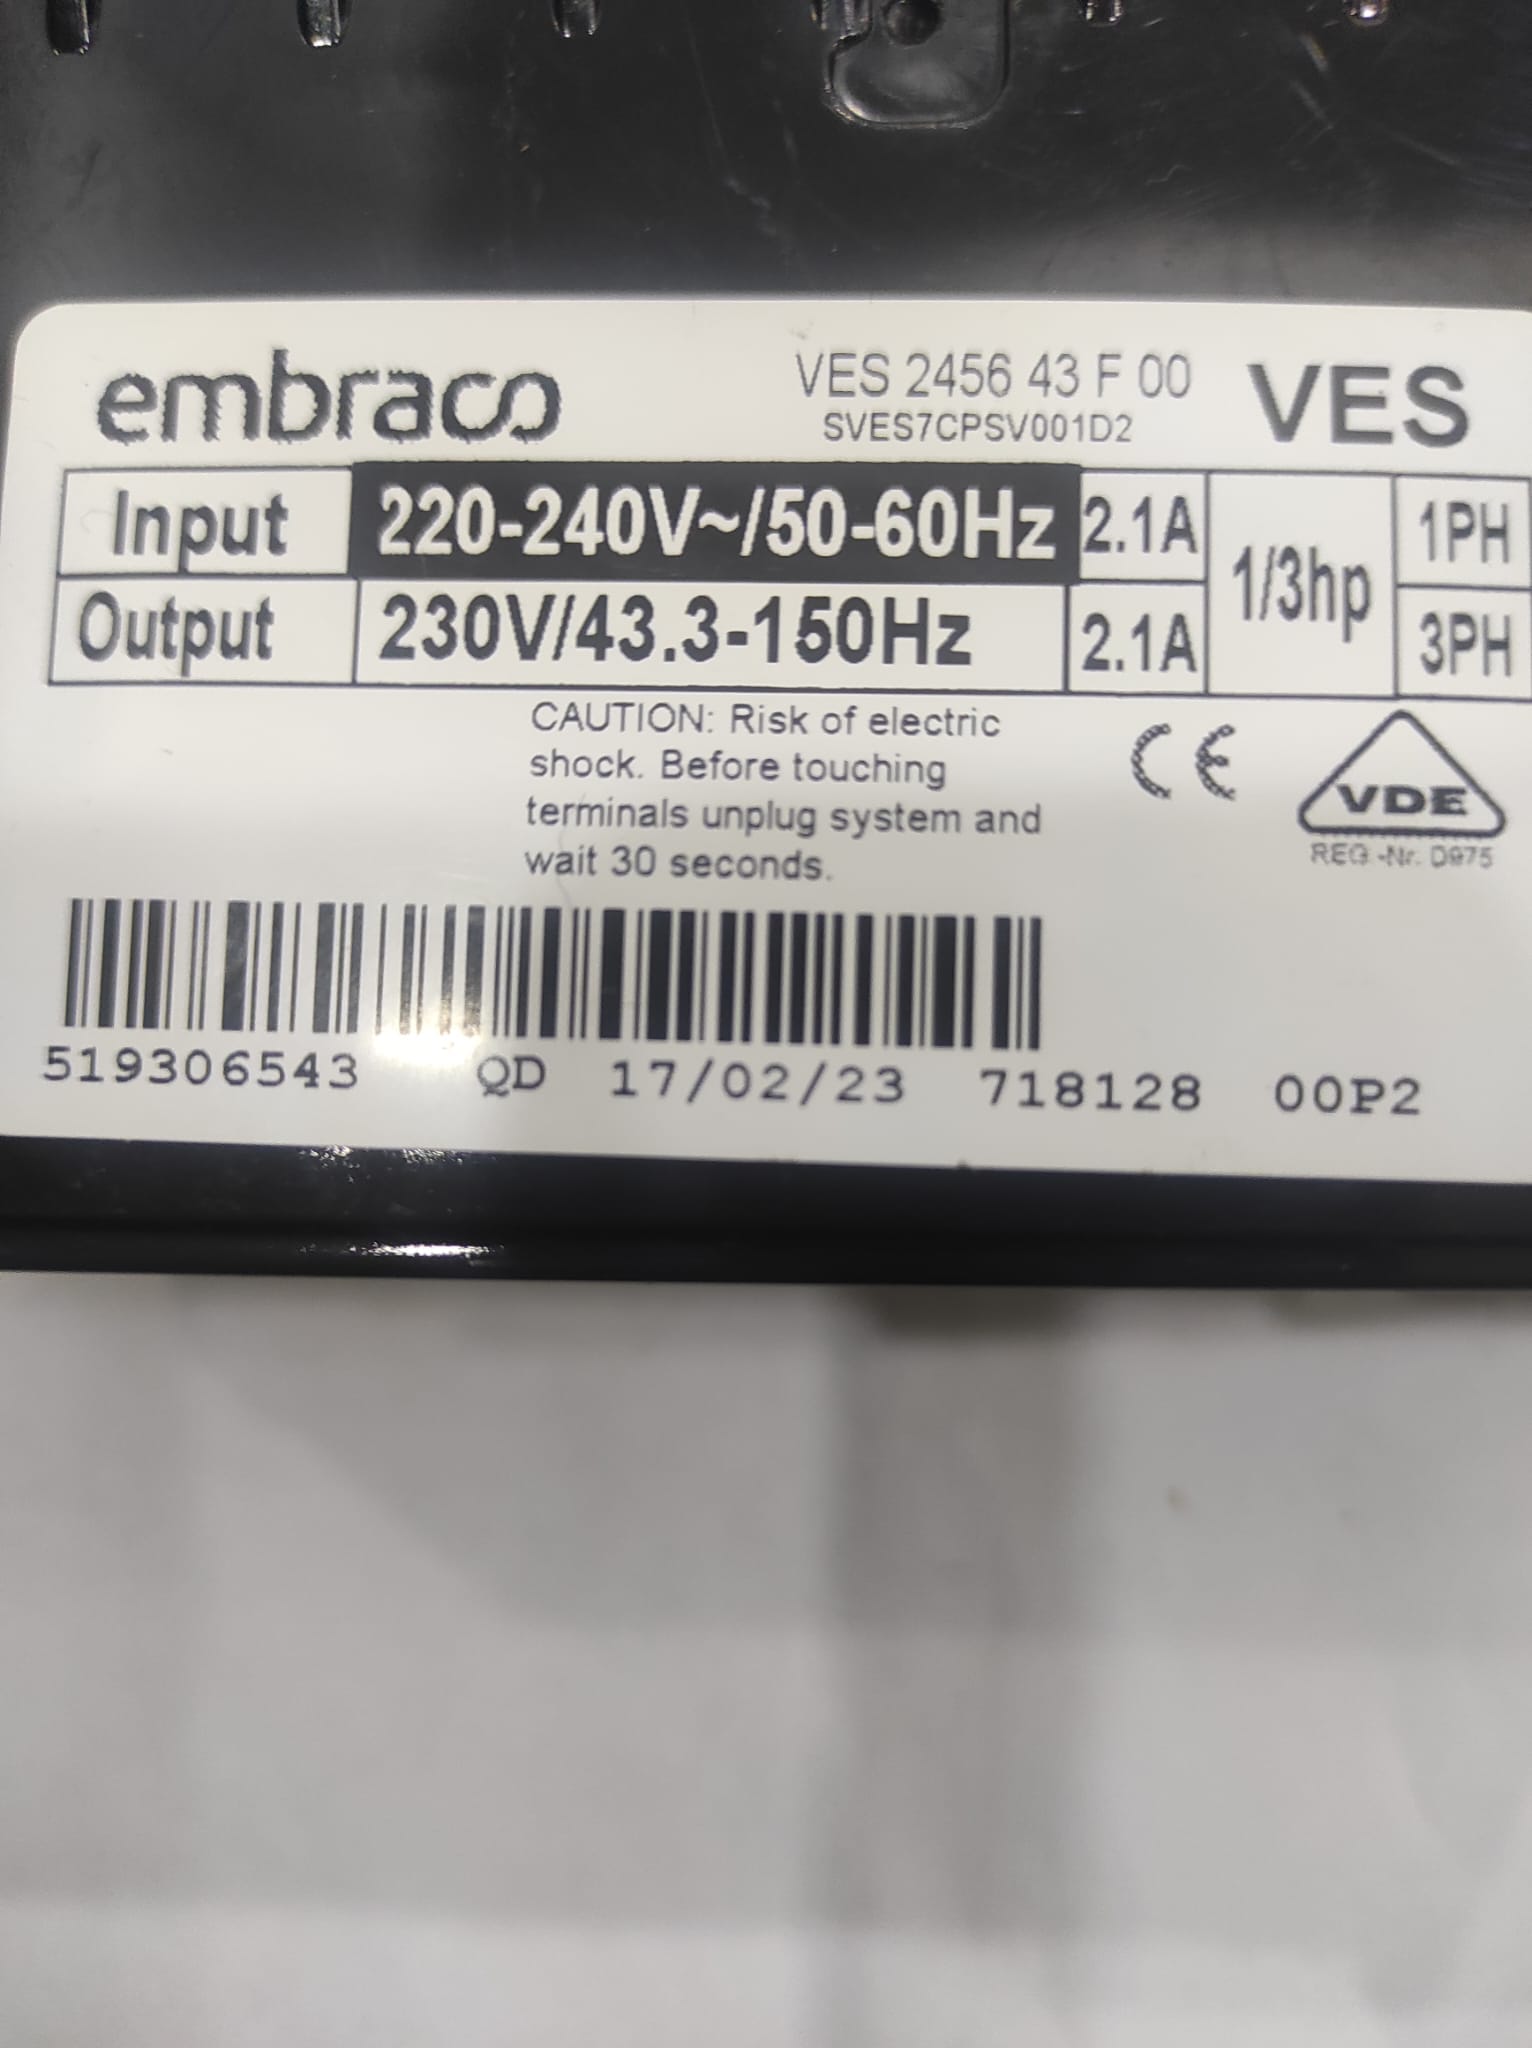 embraco VES 2456 43 F 00 VES
SVES7CPSV001D2
Input 220-240V~/50-60Hz 2.1A 1/3hp 1PH
Output 230V/43.3-150Hz 2.1A 3PH
CAUTION: Risk of electric
shock. Before touching
terminals unplug system and
wait 30 seconds.
CE
VDE
REG.-Nr. D975
519306543 QD 17/02/23 718128 00P2